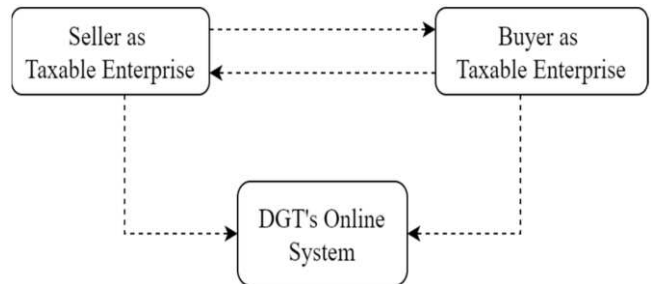 Seller as
Taxable Enterprise
Buyer as
Taxable Enterprise
DGT's Online
System